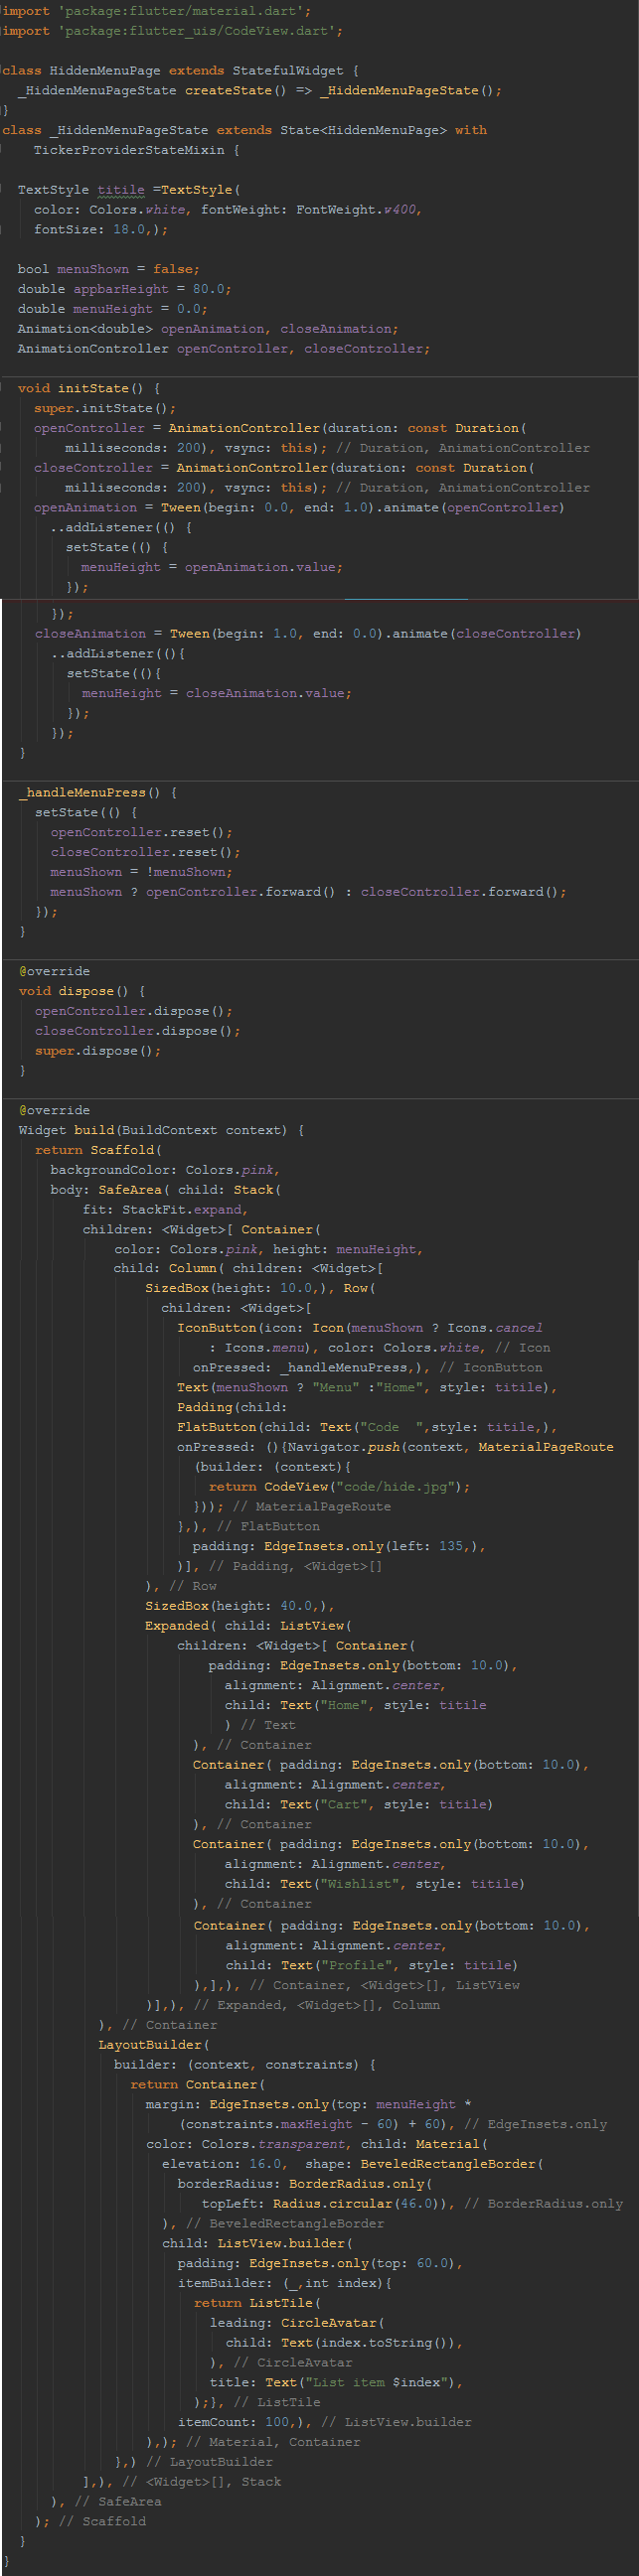 import 'package:flutter/material.dart';
import 'package:flutter_uis/CodeView.dart';
class HiddenMenuPage extends StatefulWidget {
_HiddenMenuPageState createState() => _HiddenMenuPageState();
}
class _HiddenMenuPageState extends State<HiddenMenuPage> with
TickerProviderStateMixin {
TextStyle titile =TextStyle(
color: Colors.white, fontWeight: FontWeight.w400,
fontSize: 18.0,);
bool menuShown = false;
double appbarHeight = 80.0;
double menuHeight = 0.0;
Animation<double> openAnimation, closeAnimation;
AnimationController openController, closeController;
void initState() {
super.initState();
openController = AnimationController(duration: const Duration(
milliseconds: 200), vsync: this); // Duration, AnimationController
closeController = AnimationController(duration: const Duration(
milliseconds: 200), vsync: this); // Duration, AnimationController
openAnimation = Tween(begin: 0.0, end: 1.0).animate(openController)
..addListener(() {
setState(() {
menuHeight = openAnimation.value;
});
});
closeAnimation = Tween(begin: 1.0, end: 0.0).animate(closeController)
..addListener((){
setState((){
menuHeight = closeAnimation.value;
});
});
}
_handleMenuPress() {
setState(() {
openController.reset();
closeController.reset();
menuShown = !menuShown;
menuShown ? openController.forward() : closeController.forward();
});
}
@override
void dispose() {
openController.dispose();
closeController.dispose();
super.dispose();
}
@override
Widget build(BuildContext context) {
return Scaffold(
backgroundColor: Colors.pink,
body: SafeArea( child: Stack(
fit: StackFit.expand,
children: <Widget>[ Container(
color: Colors.pink, height: menuHeight,
child: Column( children: <Widget>[
SizedBox(height: 10.0,), Row(
children: <Widget>[
IconButton(icon: Icon(menuShown ? Icons.cancel
: Icons.menu), color: Colors.white, // Icon
onPressed: _handleMenuPress,), // IconButton
Text(menuShown ? "Menu" :"Home", style: titile),
Padding(child:
FlatButton(child: Text("Code  ",style: titile,),
onPressed: (){Navigator.push(context, MaterialPageRoute
(builder: (context){
return CodeView("code/hide.jpg");
})); // MaterialPageRoute
},), // FlatButton
padding: EdgeInsets.only(left: 135,),
)], // Padding, <Widget>[]
), // Row
SizedBox(height: 40.0,),
Expanded( child: ListView(
children: <Widget>[ Container(
padding: EdgeInsets.only(bottom: 10.0),
alignment: Alignment.center,
child: Text("Home", style: titile
) // Text
), // Container
Container( padding: EdgeInsets.only(bottom: 10.0),
alignment: Alignment.center,
child: Text("Cart", style: titile)
), // Container
Container( padding: EdgeInsets.only(bottom: 10.0),
alignment: Alignment.center,
child: Text("Wishlist", style: titile)
), // Container
Container( padding: EdgeInsets.only(bottom: 10.0),
alignment: Alignment.center,
child: Text("Profile", style: titile)
),],), // Container, <Widget>[], ListView
)],), // Expanded, <Widget>[], Column
), // Container
LayoutBuilder(
builder: (context, constraints) {
return Container(
margin: EdgeInsets.only(top: menuHeight *
(constraints.maxHeight - 60) + 60), // EdgeInsets.only
color: Colors.transparent, child: Material(
elevation: 16.0,  shape: BeveledRectangleBorder(
borderRadius: BorderRadius.only(
topLeft: Radius.circular(46.0)), // BorderRadius.only
), // BeveledRectangleBorder
child: ListView.builder(
padding: EdgeInsets.only(top: 60.0),
itemBuilder: (_,int index){
return ListTile(
leading: CircleAvatar(
child: Text(index.toString()),
), // CircleAvatar
title: Text("List item $index"),
);}, // ListTile
itemCount: 100,), // ListView.builder
),); // Material, Container
},) // LayoutBuilder
],), // <Widget>[], Stack
), // SafeArea
); // Scaffold
}
}